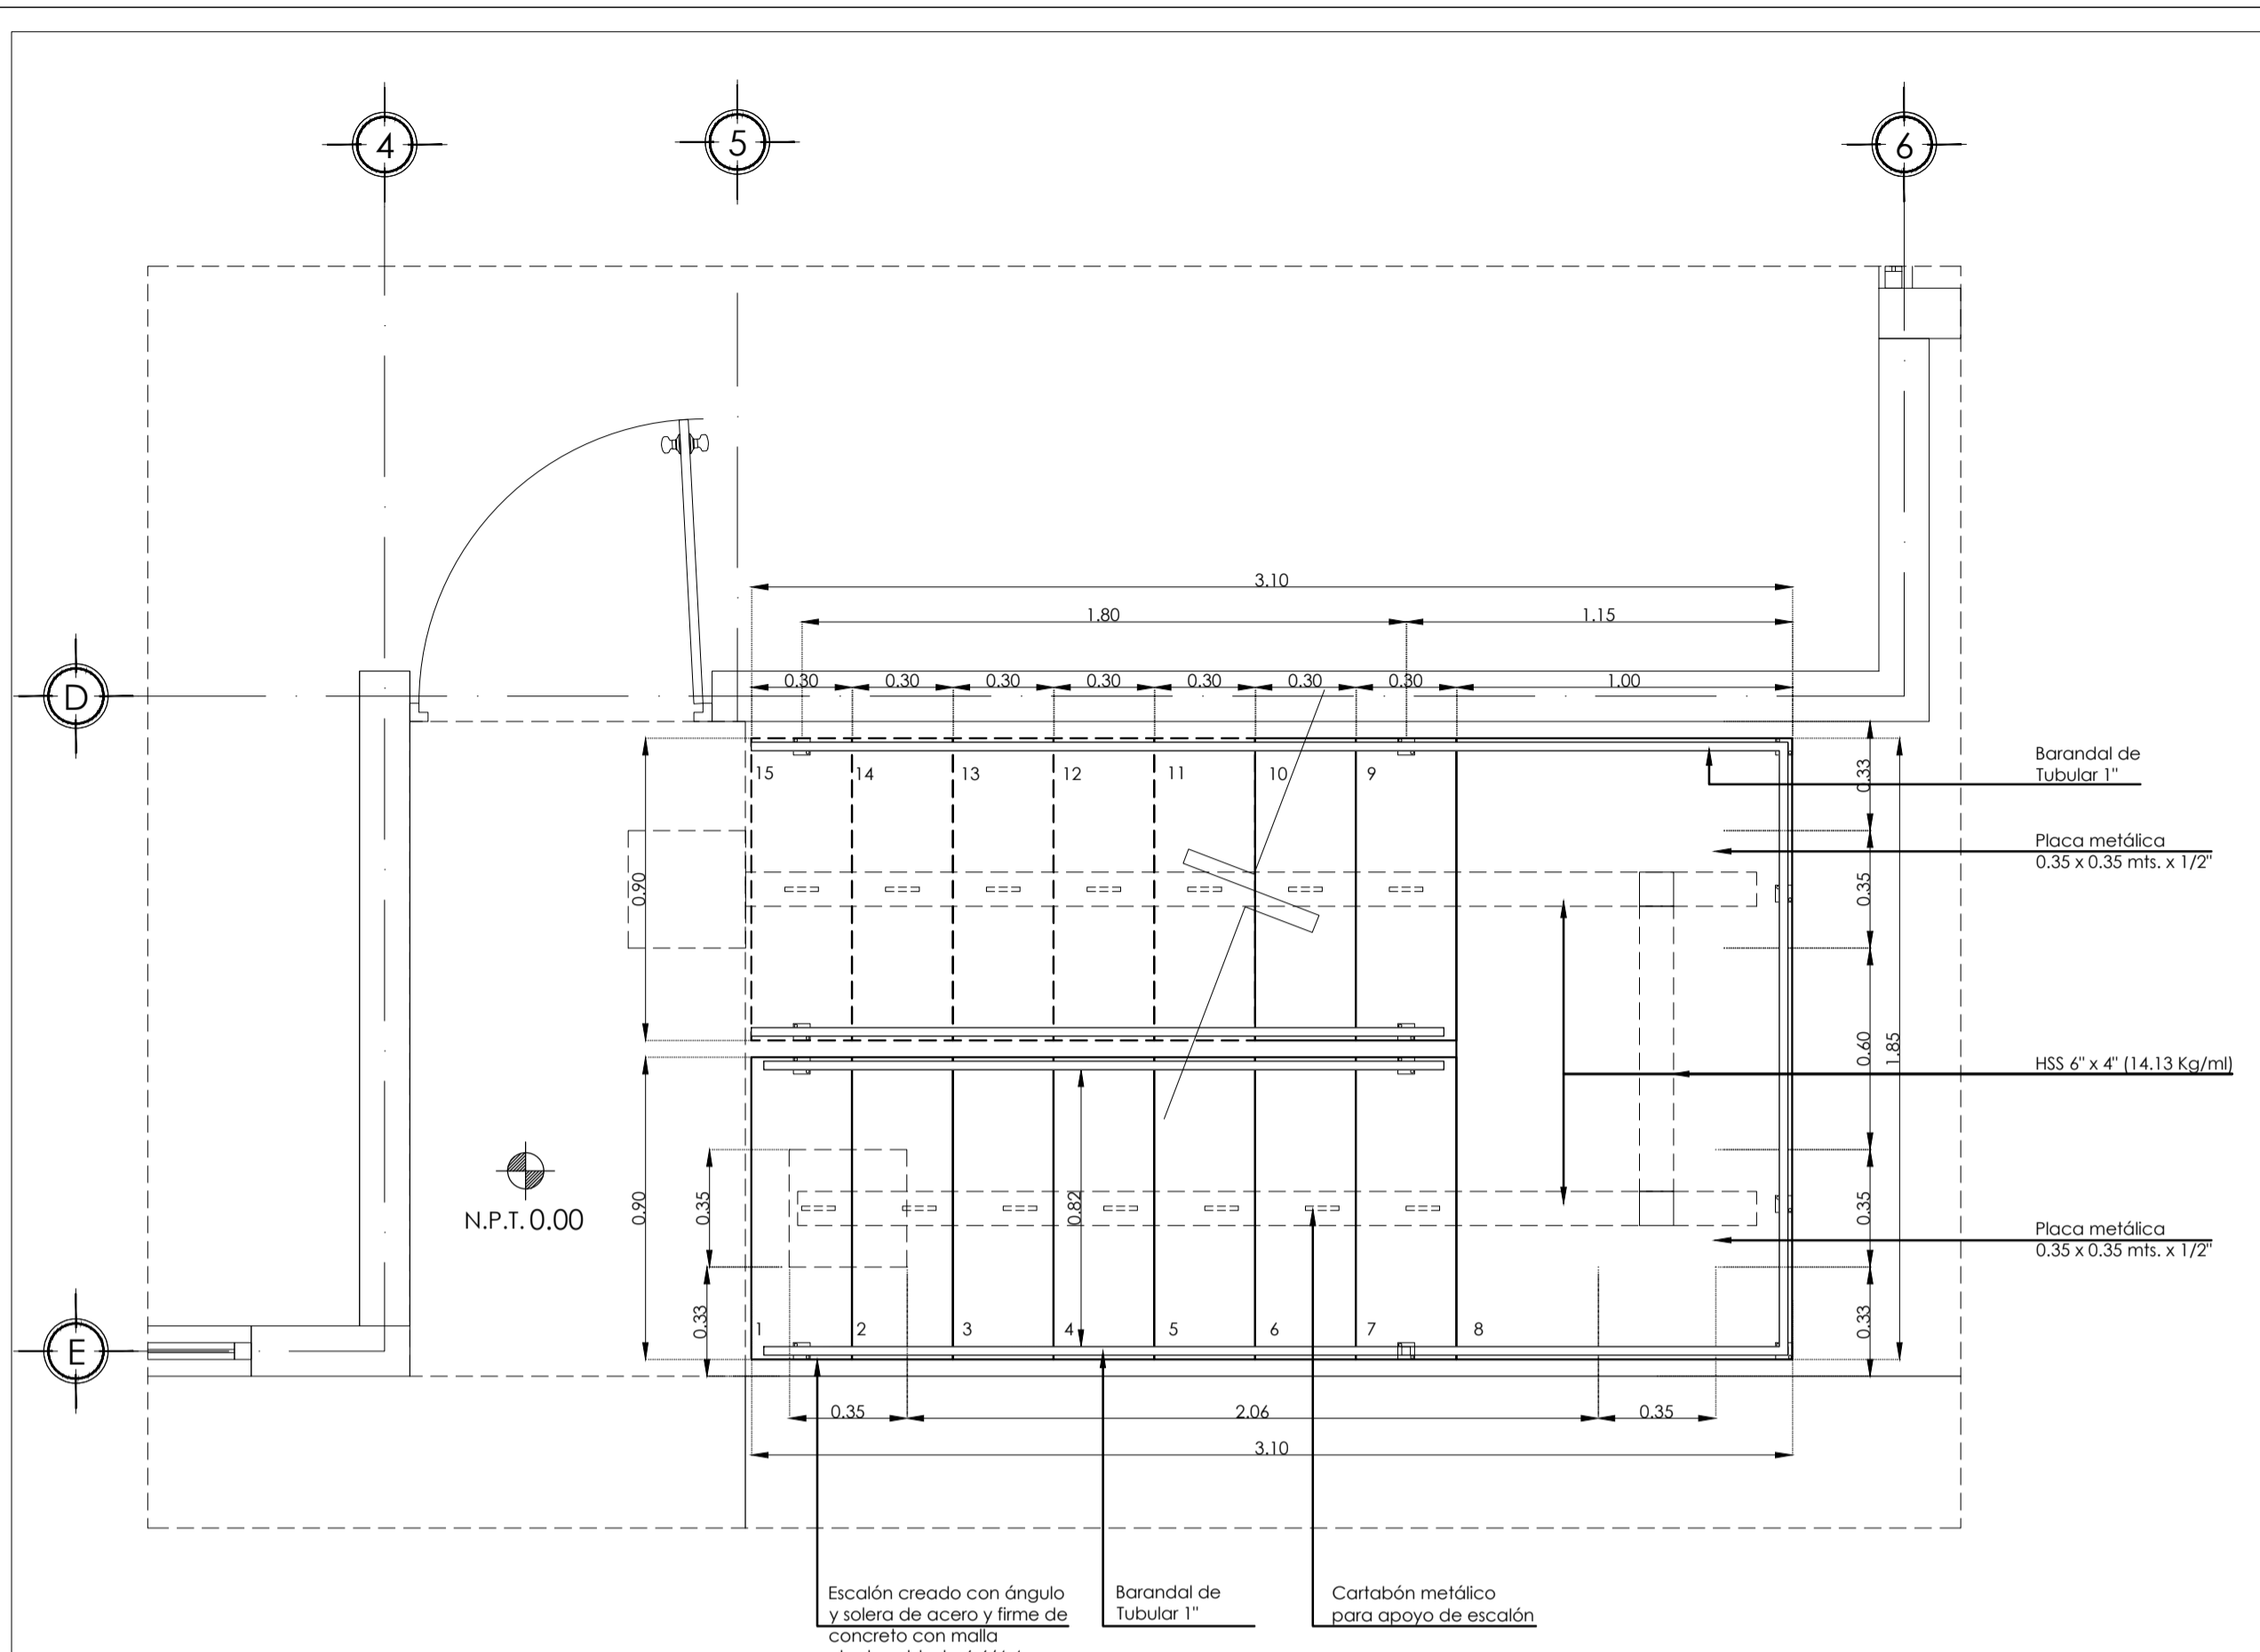 4
5
6
3.10
1.80
1.15
D
0.30
0.30
0.30
0.30
0.30
0.30
0.30
1.00
15
14
13
12
11
10
9
0.33
Barandal de
Tubular 1"
Placa metálica
0.35 x 0.35 mts. x 1/2"
0.90
0.35
0.60
1.85
HSS 6" x 4" (14.13 Kg/ml)
N.P.T. 0.00
0.90
0.35
0.82
0.35
Placa metálica
0.35 x 0.35 mts. x 1/2"
0.33
0.33
E
1
2
3
4
5
6
7
8
0.35
2.06
0.35
3.10
Escalón creado con ángulo
y solera de acero y firme de
concreto con malla
Barandal de
Tubular 1"
Cartabón metálico
para apoyo de escalón